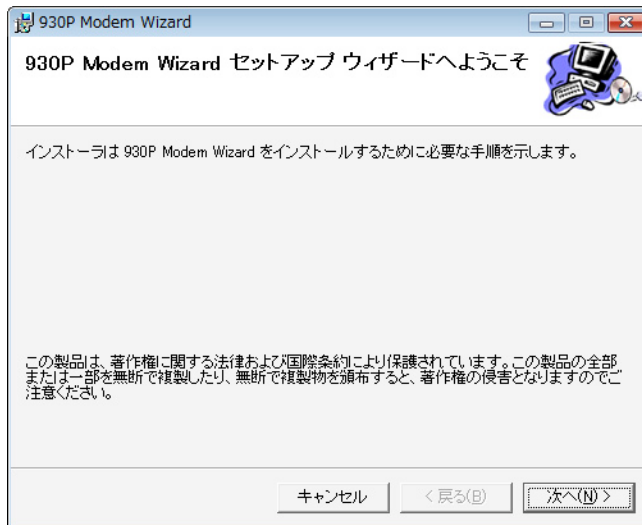 930P Modem Wizard
930P Modem Wizard セットアップ ウィザードへようこそ
インストーラは 930P Modem Wizard をインストールするために必要な手順を示します。
この製品は、著作権に関する法律および国際条約により保護されています。この製品の全部
または一部を無断で複製したり、無断で複製物を頒布すると、著作権の侵害となりますのでご
注意ください。
キャンセル
< 戻る(B)
次へ(N) >